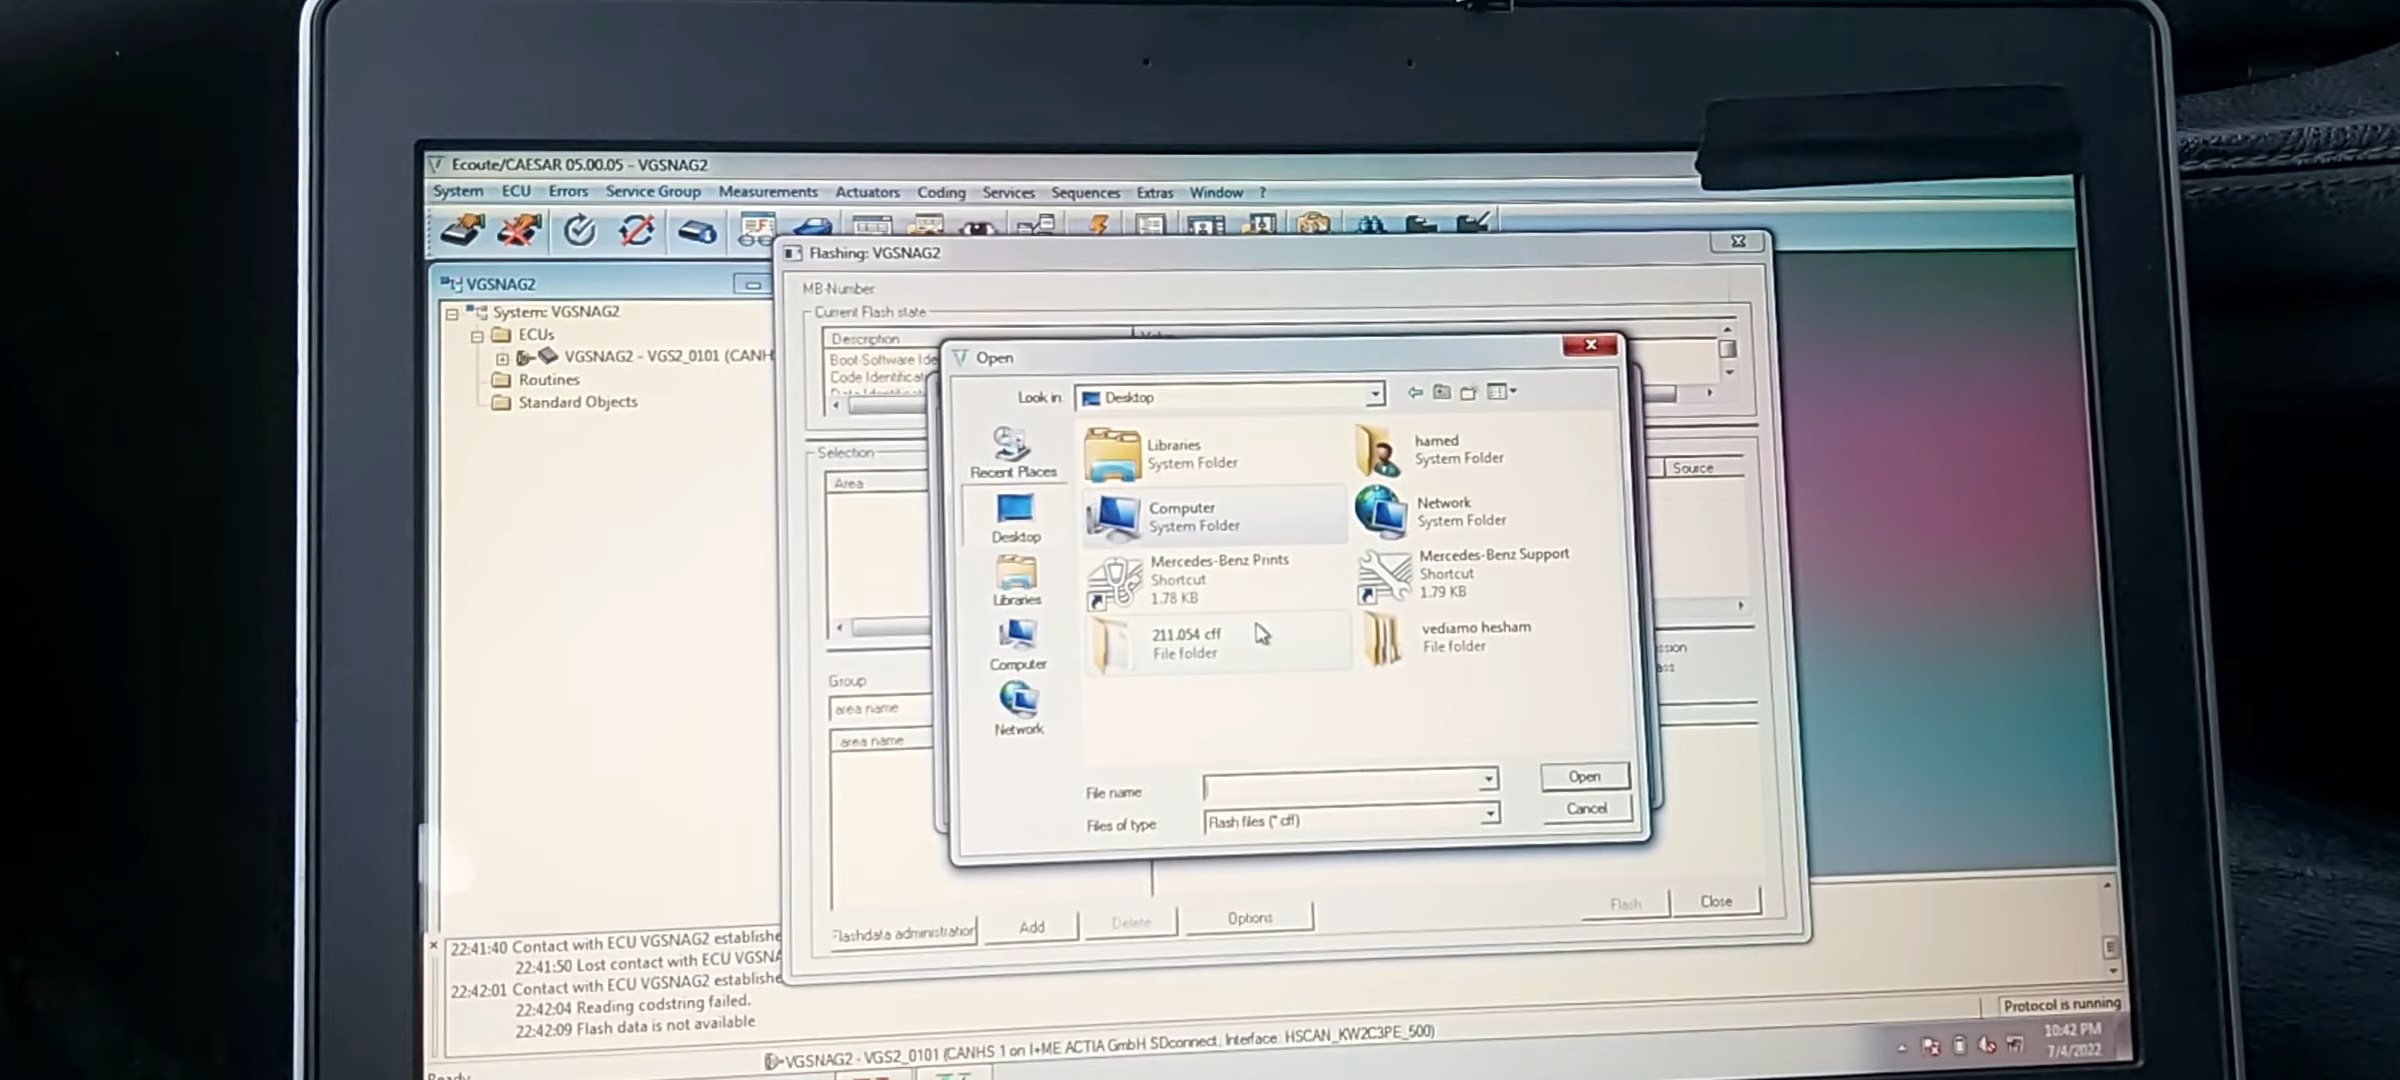 Ecoute/CAESAR 05.00.05 - VGSNAG2
System ECU Errors Service Group Measurements Actuators Coding Services Sequences Extras Window ?
VGSNAG2
System: VGSNAG2
ECUs
VGSNAG2 - VGS2_0101 (CANH
Routines
Standard Objects
Flashing: VGSNAG2
MB-Number
Current Flash state
Description
Boot-Software Ide
Code Identificat
Selection
Area
Source
Group
area name
area name
Open
Look in: Desktop
Recent Places
Desktop
Libraries
Computer
Network
Libraries
System Folder
hamed
System Folder
Computer
System Folder
Network
System Folder
Mercedes-Benz Prints
Shortcut
1.78 KB
Mercedes-Benz Support
Shortcut
1.79 KB
211.054 cff
File folder
vediamo hesham
File folder
File name:
Open
Files of type:
Flash files (*.cff)
Cancel
Flashdata administration
Add
Delete
Options
Flash
Close
22:41:40 Contact with ECU VGSNAG2 establishe
22:41:50 Lost contact with ECU VGSNA
22:42:01 Contact with ECU VGSNAG2 establishe
22:42:04 Reading codstring failed.
22:42:09 Flash data is not available
Protocol is running
VGSNAG2 - VGS2_0101 (CANHS 1 on I+ME ACTIA GmbH SDconnect, Interface: HSCAN_KW2C3PE_500)
10:42 PM
7/4/2022
Ready